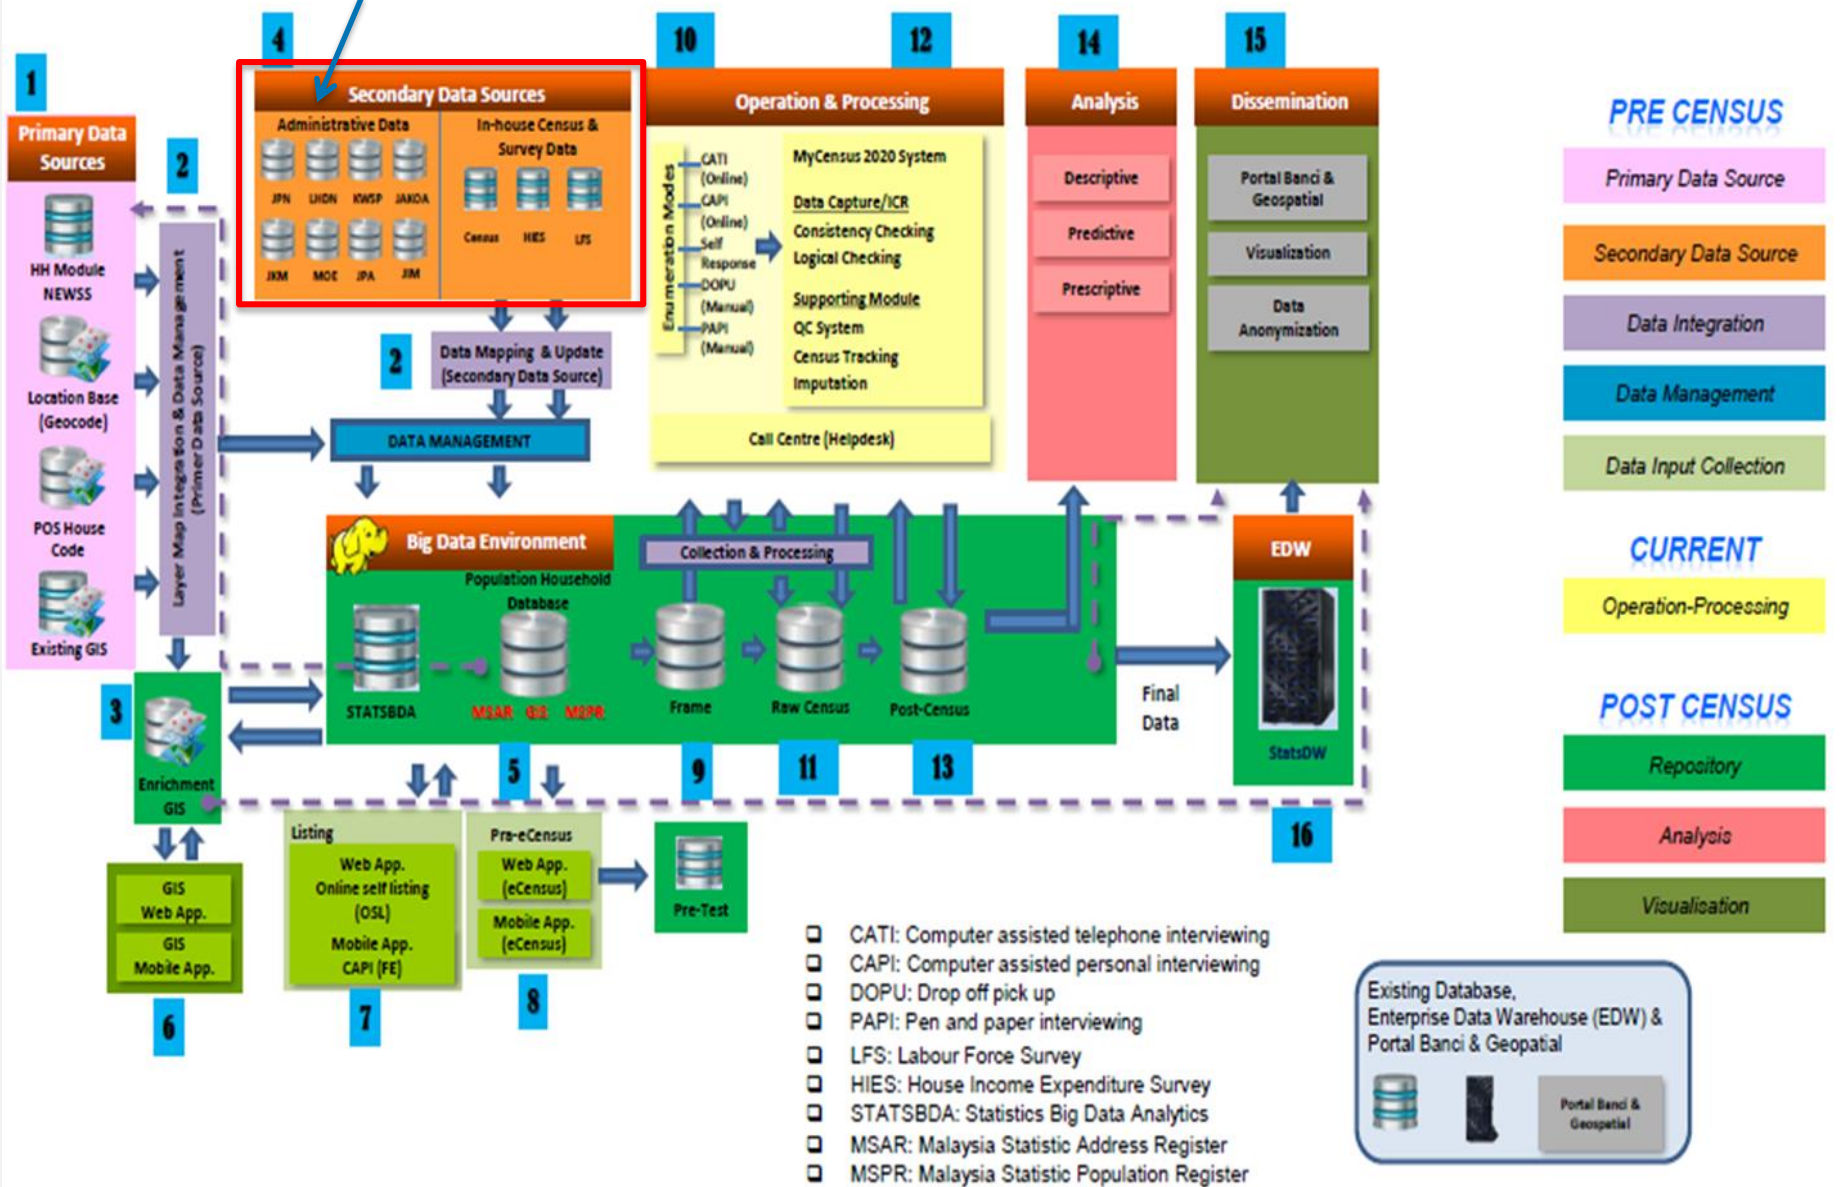 1
Primary Data
Sources
HH Module
NEWSS
Location Base
(Geocode)
POS House
Code
Existing GIS
2
Layer Map Integration & Data Management
(Primer Data Source)
3
Enrichment
GIS
GIS
Web App.
GIS
Mobile App.
6
4
Secondary Data Sources
Administrative Data
JPN LHDN KWSP JAKOA
JKM MOE JPA JIM
In-house Census &
Survey Data
Census HIES LFS
2
Data Mapping & Update
(Secondary Data Source)
DATA MANAGEMENT
10
12
Operation & Processing
Enumeration Modes
CATI
(Online)
CAPI
(Online)
Self
Response
DOPU
(Manual)
PAPI
(Manual)
MyCensus 2020 System
Data Capture/ICR
Consistency Checking
Logical Checking
Supporting Module
QC System
Census Tracking
Imputation
Call Centre (Helpdesk)
14
Analysis
Descriptive
Predictive
Prescriptive
15
Dissemination
Portal Banci &
Geospatial
Visualization
Data
Anonymization
Big Data Environment
Population Household
Database
STATSBDA
MSAR GIS MSPR
Collection & Processing
Frame
Raw Census
Post-Census
5
9
11
13
Final
Data
EDW
StatsDW
16
Listing
Web App.
Online self listing
(OSL)
Mobile App.
CAPI (FE)
7
Pra-eCensus
Web App.
(eCensus)
Mobile App.
(eCensus)
8
Pre-Test
CATI: Computer assisted telephone interviewing
CAPI: Computer assisted personal interviewing
DOPU: Drop off pick up
PAPI: Pen and paper interviewing
LFS: Labour Force Survey
HIES: House Income Expenditure Survey
STATSBDA: Statistics Big Data Analytics
MSAR: Malaysia Statistic Address Register
MSPR: Malaysia Statistic Population Register
PRE CENSUS
Primary Data Source
Secondary Data Source
Data Integration
Data Management
Data Input Collection
CURRENT
Operation-Processing
POST CENSUS
Repository
Analysis
Visualisation
Existing Database,
Enterprise Data Warehouse (EDW) &
Portal Banci & Geopatial
Portal Banci &
Geospatial